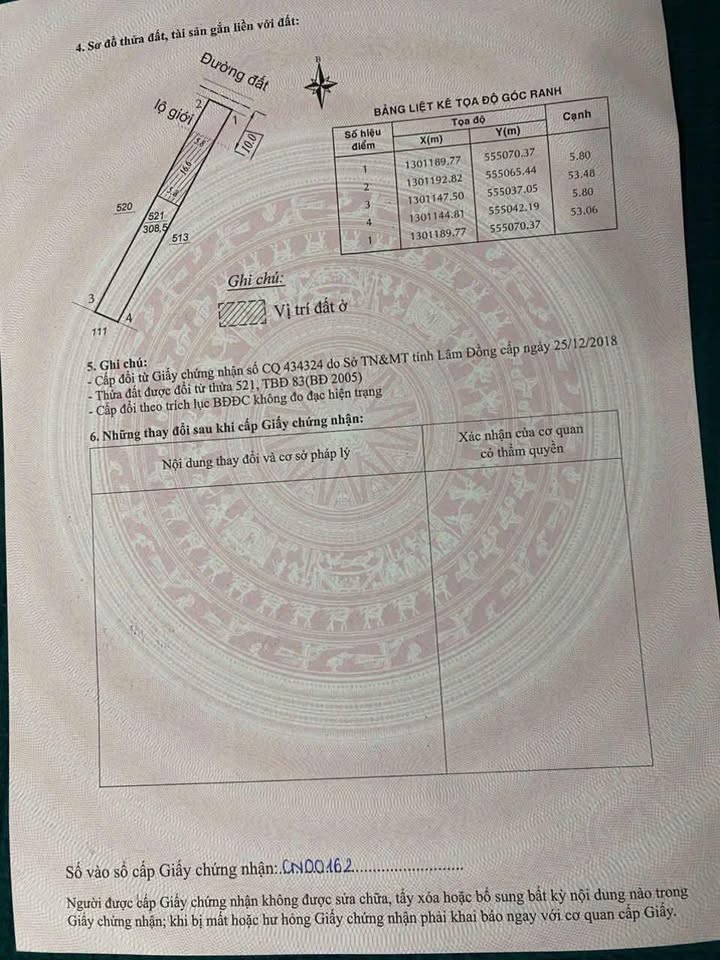 4. Sơ đồ thửa đất, tài sản gắn liền với đất:
B
Đường đất
lộ giới
2
1
10.0
5.8
16.6
5.8
520
521
308,5
513
3
4
111
BẢNG LIỆT KÊ TỌA ĐỘ GÓC RANH
Số hiệu điểm Tọa độ Cạnh
X(m) Y(m)
1 1301189.77 555070.37
5.80
2 1301192.82 555065.44
53.48
3 1301147.50 555037.05
5.80
4 1301144.81 555042.19
53.06
1 1301189.77 555070.37
Ghi chú:
Vị trí đất ở
5. Ghi chú:
- Cấp đổi từ Giấy chứng nhận số CQ 434324 do Sở TN&MT tỉnh Lâm Đồng cấp ngày 25/12/2018
- Thửa đất được đổi từ thửa 521, TBĐ 83(BĐ 2005)
- Cấp đổi theo trích lục BĐĐC không đo đạc hiện trạng
6. Những thay đổi sau khi cấp Giấy chứng nhận:
Nội dung thay đổi và cơ sở pháp lý
Xác nhận của cơ quan
có thẩm quyền
Số vào sổ cấp Giấy chứng nhận: CN00162
Người được cấp Giấy chứng nhận không được sửa chữa, tẩy xóa hoặc bổ sung bất kỳ nội dung nào trong
Giấy chứng nhận; khi bị mất hoặc hư hỏng Giấy chứng nhận phải khai báo ngay với cơ quan cấp Giấy.